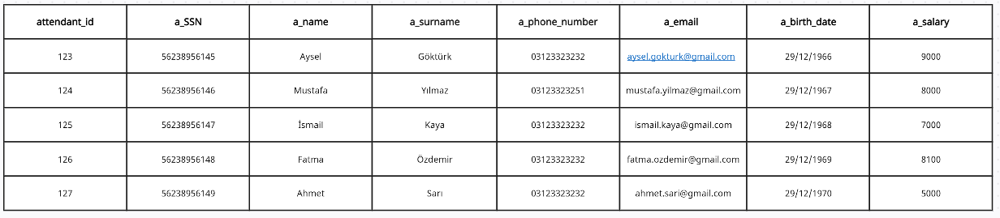 attendant_id a_SSN a_name a_surname a_phone_number a_email a_birth_date a_salary
123 56238956145 Aysel Göktürk 03123323232 aysel.gokturk@gmail.com 29/12/1966 9000
124 56238956146 Mustafa Yılmaz 03123323251 mustafa.yilmaz@gmail.com 29/12/1967 8000
125 56238956147 İsmail Kaya 03123323232 ismail.kaya@gmail.com 29/12/1968 7000
126 56238956148 Fatma Özdemir 03123323232 fatma.ozdemir@gmail.com 29/12/1969 8100
127 56238956149 Ahmet Sarı 03123323232 ahmet.sari@gmail.com 29/12/1970 5000